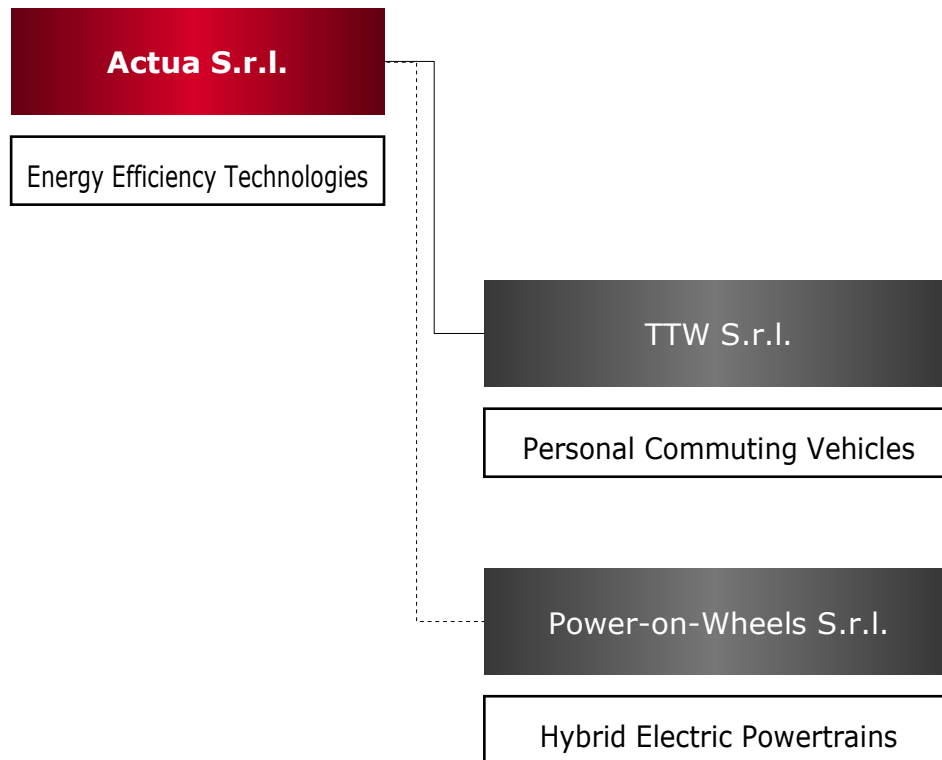 Actua S.r.l.
Energy Efficiency Technologies
TTW S.r.l.
Personal Commuting Vehicles
Power-on-Wheels S.r.l.
Hybrid Electric Powertrains